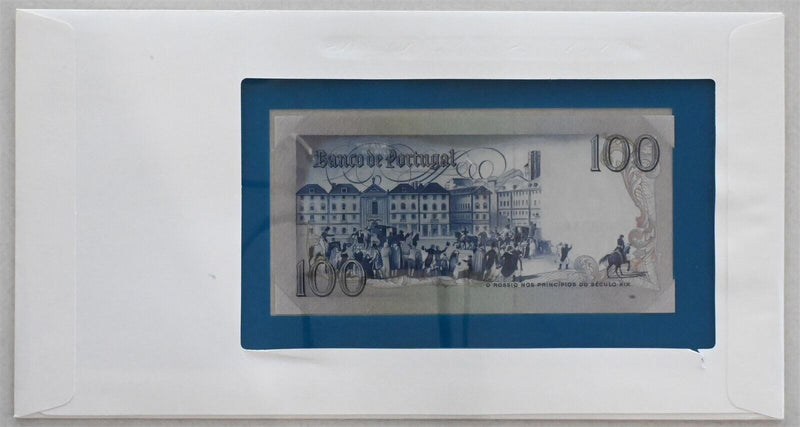 Banco de Portugal
100
100
O ROSSIO NOS PRINCÍPIOS DO SÉCULO XIX